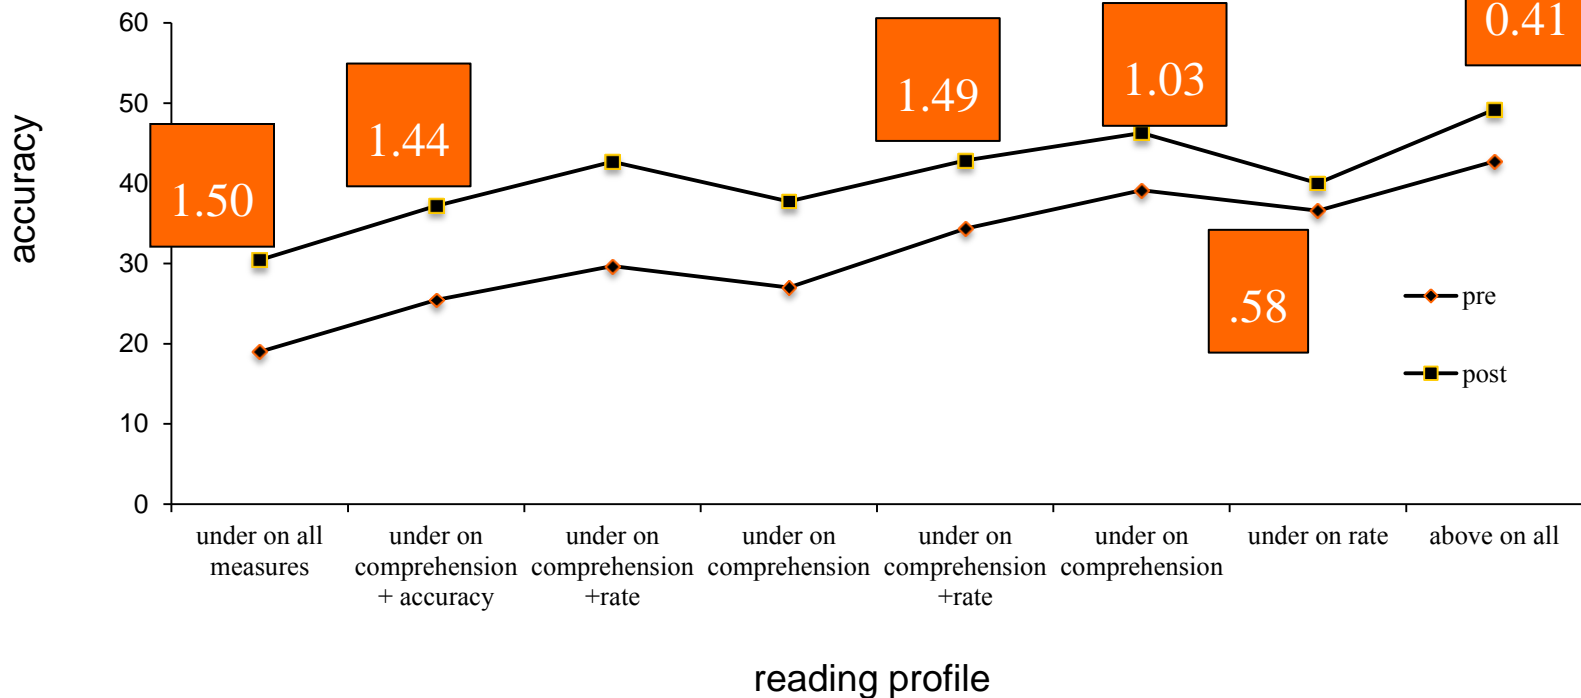 60
50
40
30
20
10
0
accuracy
1.50
1.44
1.49
1.03
.58
0.41
pre
post
under on all
measures
under on
comprehension
+ accuracy
under on
comprehension
+rate
under on
comprehension
under on
comprehension
+rate
under on
comprehension
under on rate
above on all
reading profile